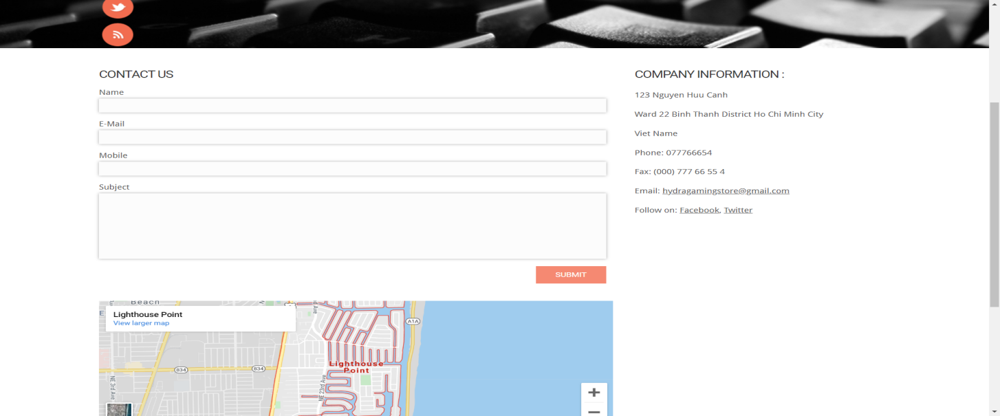 CONTACT US
Name
E-Mail
Mobile
Subject
SUBMIT
COMPANY INFORMATION :
123 Nguyen Huu Canh
Ward 22 Binh Thanh District Ho Chi Minh City
Viet Name
Phone: 077766654
Fax: (000) 777 66 55 4
Email: hydragamingstore@gmail.com
Follow on: Facebook, Twitter
Beach
Lighthouse Point
View larger map
A1A
Lighthouse
Point
834
834
NE 3rd Ave
NE 23rd Ave